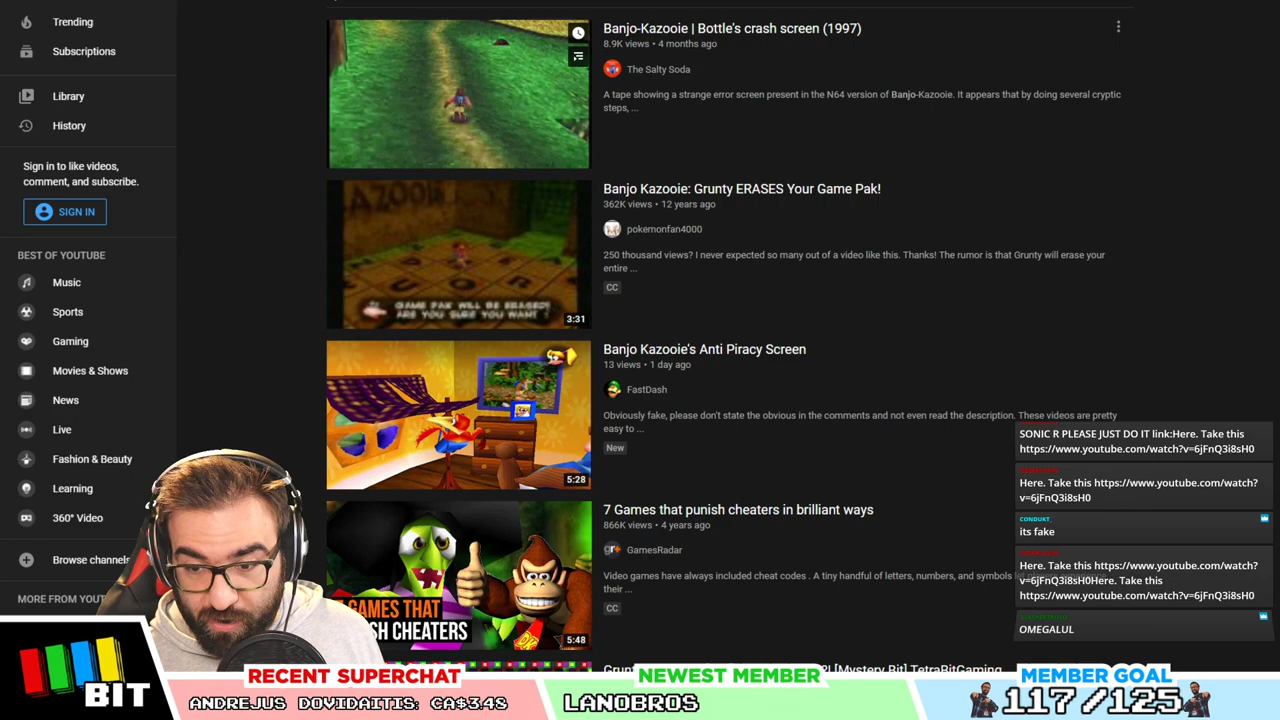 Trending
Subscriptions
Library
History
Sign in to like videos,
comment, and subscribe.
SIGN IN
BEST OF YOUTUBE
Music
Sports
Gaming
Movies & Shows
News
Live
Fashion & Beauty
Learning
360° Video
Browse channels
MORE FROM YOUT
Banjo-Kazooie | Bottle's crash screen (1997)
8.9K views • 4 months ago
The Salty Soda
A tape showing a strange error screen present in the N64 version of Banjo-Kazooie. It appears that by doing several cryptic
steps, ...
Banjo Kazooie: Grunty ERASES Your Game Pak!
362K views • 12 years ago
pokemonfan4000
250 thousand views? I never expected so many out of a video like this. Thanks! The rumor is that Grunty will erase your
entire ...
CC
GAME PAK WILL BE ERASED!
ARE YOU SURE YOU WANT
3:31
Banjo Kazooie's Anti Piracy Screen
13 views • 1 day ago
FastDash
Obviously fake, please don't state the obvious in the comments and not even read the description. These videos are pretty
easy to ...
New
5:28
7 Games that punish cheaters in brilliant ways
866K views • 4 years ago
gr+
GamesRadar
Video games have always included cheat codes . A tiny handful of letters, numbers, and symbols
their ...
CC
GAMES THAT
SH CHEATERS
5:48
[Mystery Bit] TetraBitGaming
SONIC R PLEASE JUST DO IT link:Here. Take this
https://www.youtube.com/watch?v=6jFnQ3i8sH0
Here. Take this https://www.youtube.com/watch?
v=6jFnQ3i8sH0
CONDUKT
its fake
Here. Take this https://www.youtube.com/watch?
v=6jFnQ3i8sH0Here. Take this
https://www.youtube.com/watch?v=6jFnQ3i8sH0
OMEGALUL
BIT
RECENT SUPERCHAT
ANDREJUS DOVIDAITIS: CA$3.48
NEWEST MEMBER
LANOBROS
MEMBER GOAL
117/125